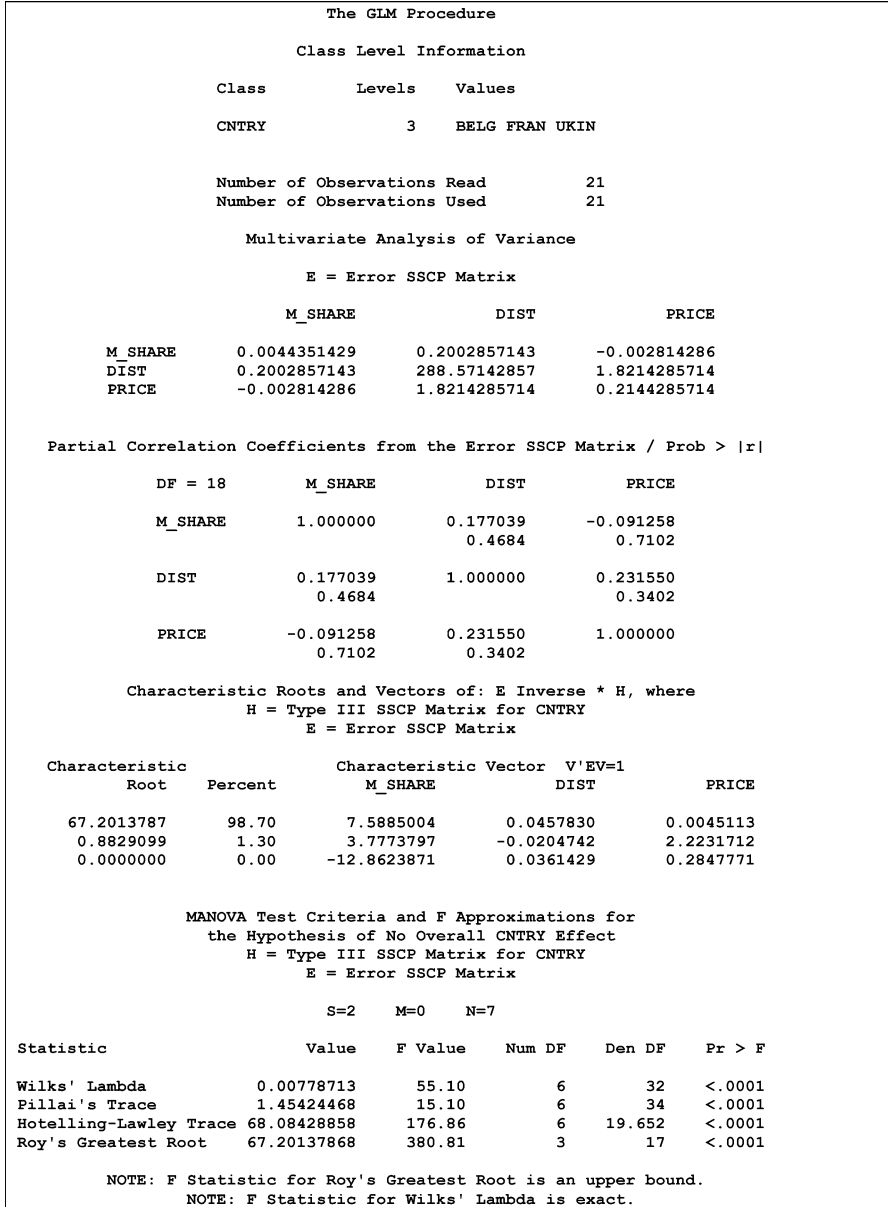 The GLM Procedure
Class Level Information
Class Levels Values
CNTRY 3 BELG FRAN UKIN
Number of Observations Read 21
Number of Observations Used 21
Multivariate Analysis of Variance
E = Error SSCP Matrix
M_SHARE DIST PRICE
M_SHARE 0.0044351429 0.2002857143 -0.002814286
DIST 0.2002857143 288.57142857 1.8214285714
PRICE -0.002814286 1.8214285714 0.2144285714
Partial Correlation Coefficients from the Error SSCP Matrix / Prob > |r|
DF = 18 M_SHARE DIST PRICE
M_SHARE 1.000000 0.177039 -0.091258
0.4684 0.7102
DIST 0.177039 1.000000 0.231550
0.4684 0.3402
PRICE -0.091258 0.231550 1.000000
0.7102 0.3402
Characteristic Roots and Vectors of: E Inverse * H, where
H = Type III SSCP Matrix for CNTRY
E = Error SSCP Matrix
Characteristic Characteristic Vector V'EV=1
Root Percent M_SHARE DIST PRICE
67.2013787 98.70 7.5885004 0.0457830 0.0045113
0.8829099 1.30 3.7773797 -0.0204742 2.2231712
0.0000000 0.00 -12.8623871 0.0361429 0.2847771
MANOVA Test Criteria and F Approximations for
the Hypothesis of No Overall CNTRY Effect
H = Type III SSCP Matrix for CNTRY
E = Error SSCP Matrix
S=2 M=0 N=7
Statistic Value F Value Num DF Den DF Pr > F
Wilks' Lambda 0.00778713 55.10 6 32 <.0001
Pillai's Trace 1.45424468 15.10 6 34 <.0001
Hotelling-Lawley Trace 68.08428858 176.86 6 19.652 <.0001
Roy's Greatest Root 67.20137868 380.81 3 17 <.0001
NOTE: F Statistic for Roy's Greatest Root is an upper bound.
NOTE: F Statistic for Wilks' Lambda is exact.